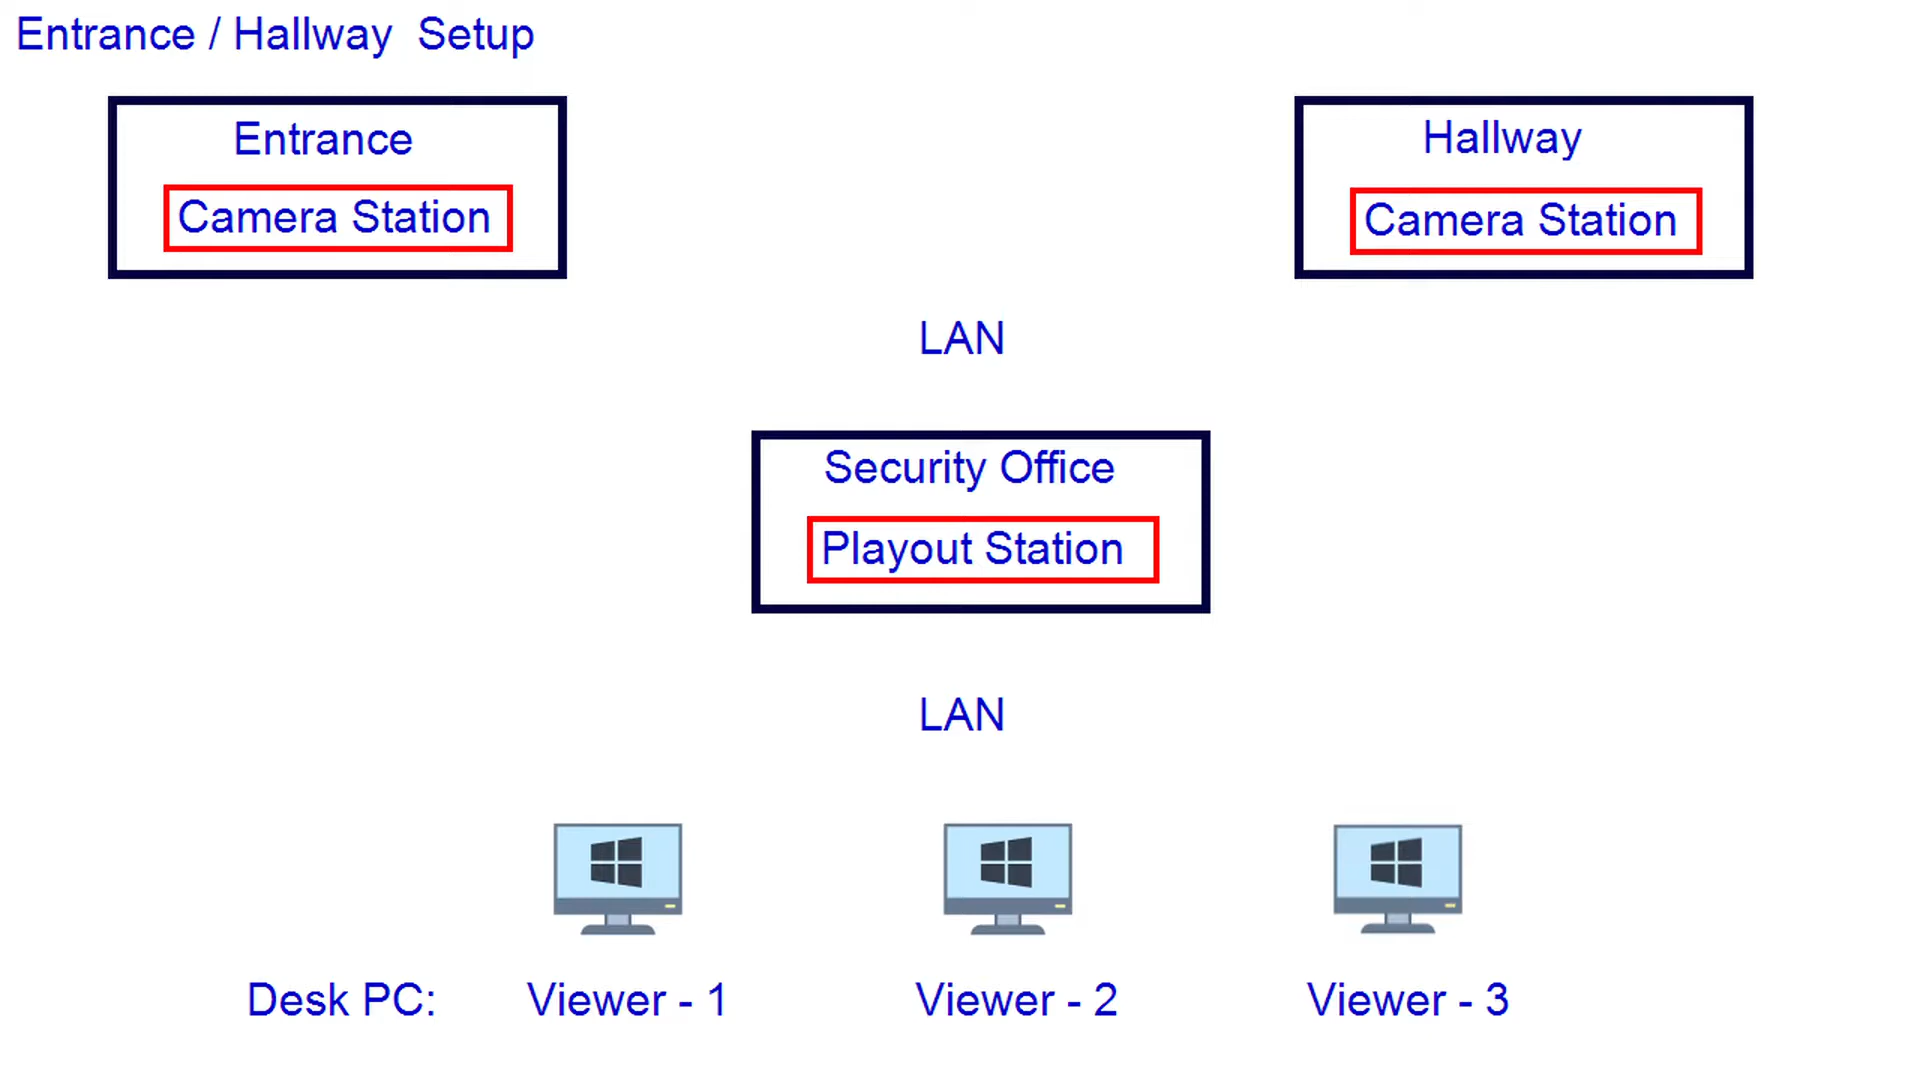 Entrance / Hallway  Setup
Entrance
Hallway
Camera Station
Camera Station
LAN
Security Office
Playout Station
LAN
Desk PC: Viewer - 1 Viewer - 2 Viewer - 3